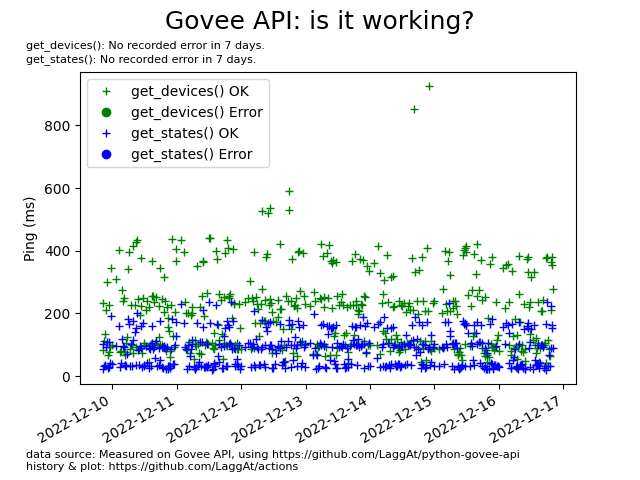 Govee API: is it working?
get_devices(): No recorded error in 7 days.
get_states(): No recorded error in 7 days.
get_devices() OK
get_devices() Error
get_states() OK
get_states() Error
Ping (ms)
800
600
400
200
0
2022-12-10
2022-12-11
2022-12-12
2022-12-13
2022-12-14
2022-12-15
2022-12-16
2022-12-17
data source: Measured on Govee API, using https://github.com/LaggAt/python-govee-api
history & plot: https://github.com/LaggAt/actions